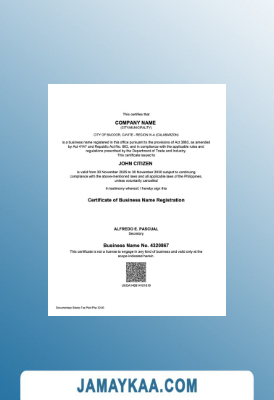 This certifies that
COMPANY NAME
(CITY/MUNICIPALITY)
CITY OF BACOOR, CAVITE - REGION IV-A (CALABARZON)
is a business name registered in this office pursuant to the provisions of Act 3883, as amended
by Act 4147 and Republic Act No. 863, and in compliance with the applicable rules and
regulations prescribed by the Department of Trade and Industry.
This certificate issued to
JOHN CITIZEN
is valid from 30 November 2020 to 30 November 2025 subject to continuing
compliance with the above-mentioned laws and all applicable laws of the Philippines,
unless voluntarily cancelled
In testimony whereof, I hereby sign this
Certificate of Business Name Registration
ALFREDO E. PASCUAL
Secretary
Business Name No. 4320867
This certificate is not a license to engage in any kind of business and valid only at the
scope indicated herein.
Documentary Stamp Tax Paid Php 30.00
JAMAYKAA.COM